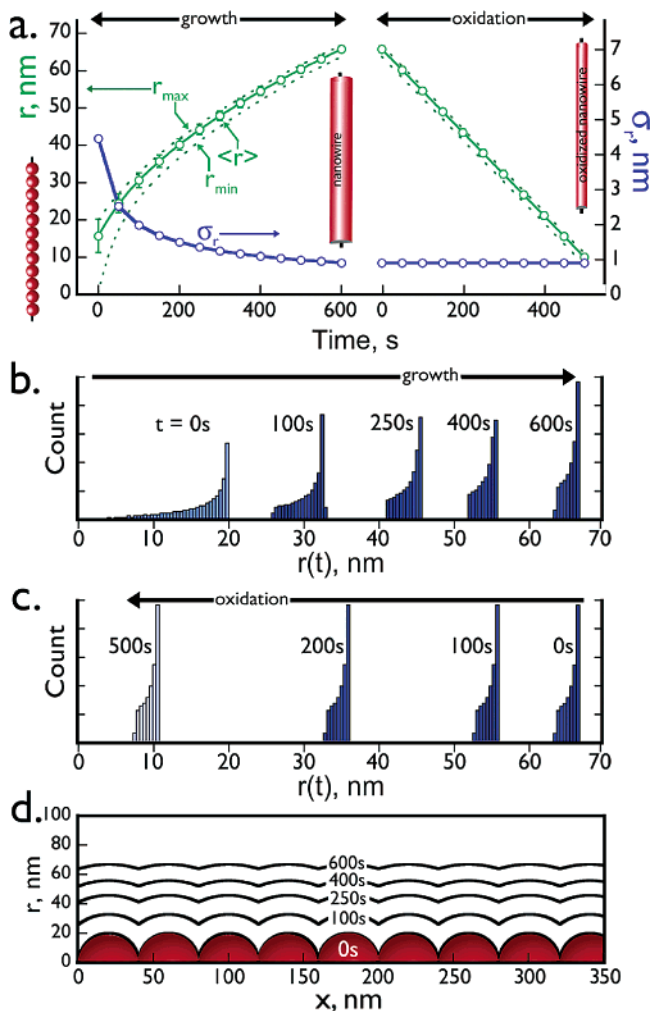 a.
growth
oxidation
70
60
50
40
30
20
10
0
r, nm
r max
<r>
r min
σr
nanowire
oxidized nanowire
7
6
5
4
3
2
1
0
σr, nm
0 200 400 600 0 200 400
Time, s
b.
growth
t = 0s 100s 250s 400s 600s
Count
0 10 20 30 40 50 60 70
r(t), nm
c.
oxidation
500s 200s 100s 0s
Count
0 10 20 30 40 50 60 70
r(t), nm
d.
100
80
60
40
20
0
r, nm
600s
400s
250s
100s
0s
0 50 100 150 200 250 300 350
x, nm